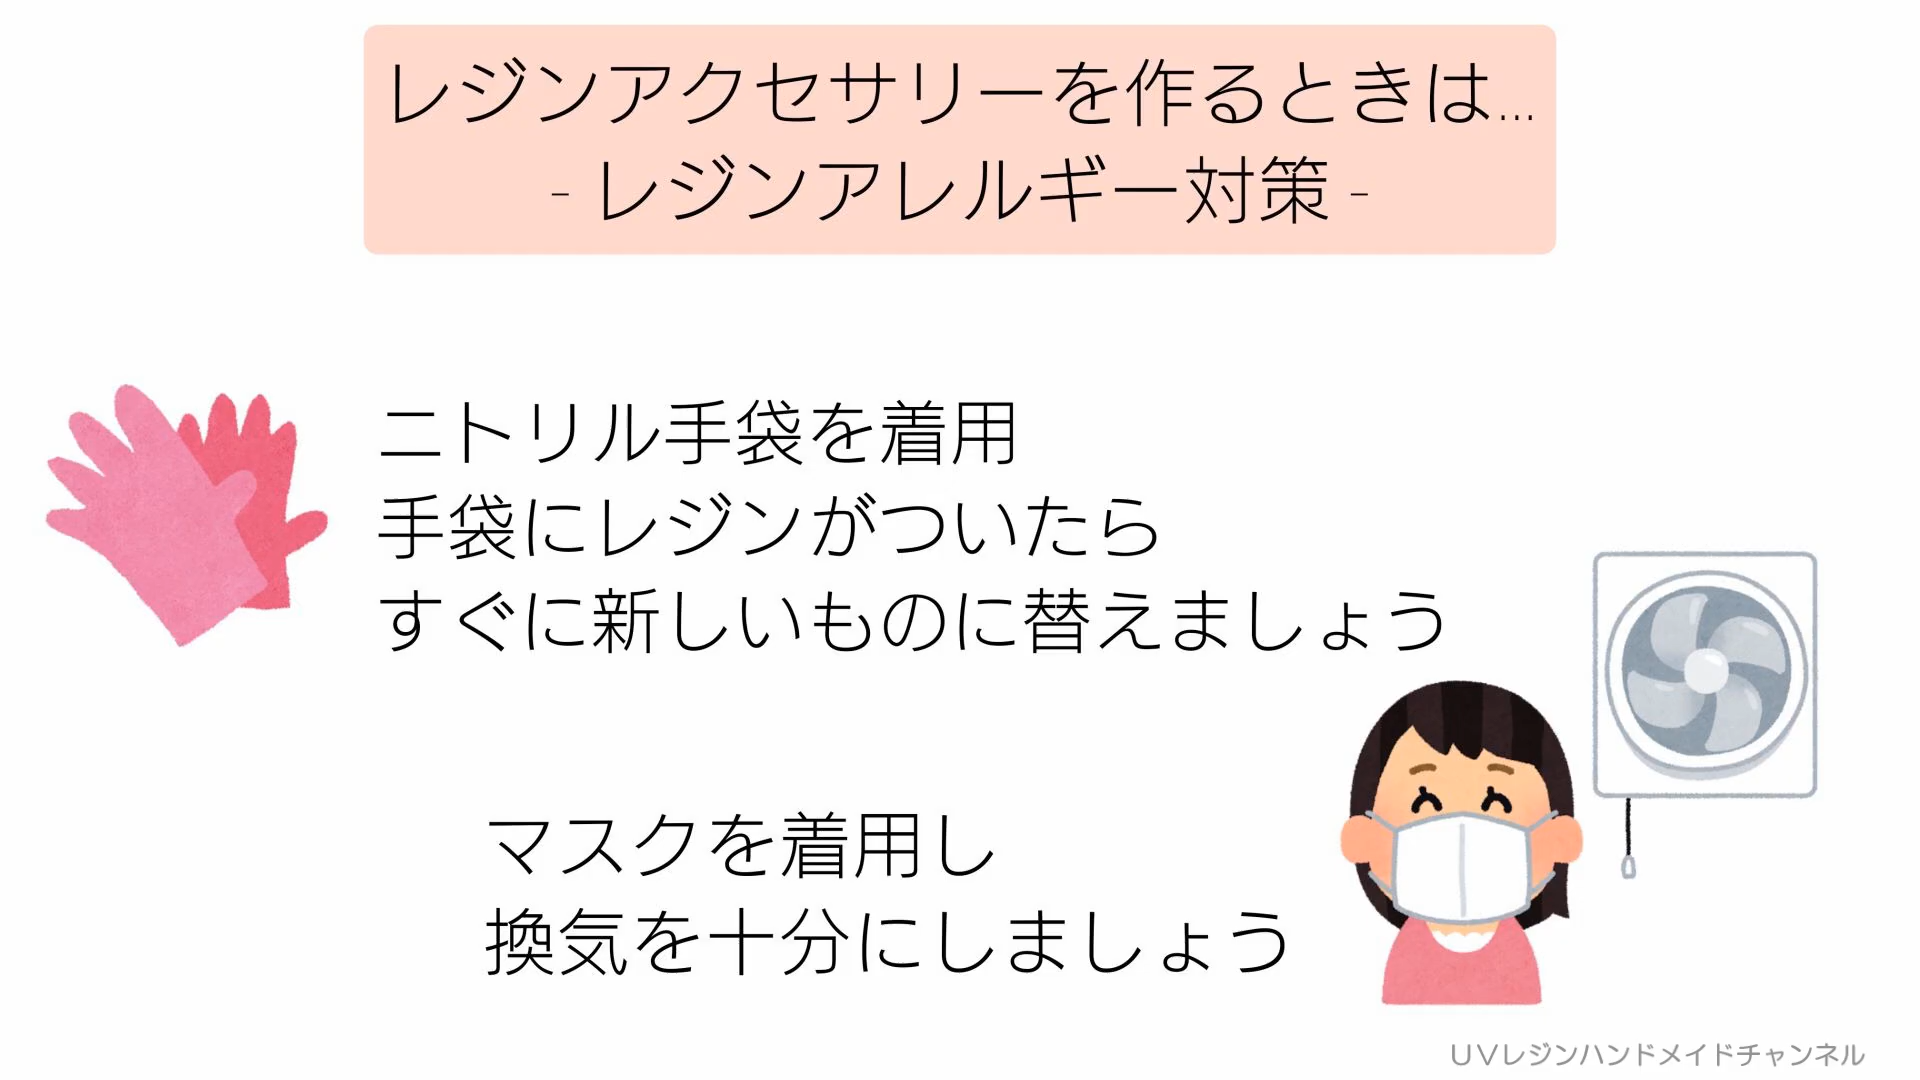 レジンアクセサリーを作るときは...
- レジンアレルギー対策 -
ニトリル手袋を着用
手袋にレジンがついたら
すぐに新しいものに替えましょう
マスクを着用し
換気を十分にしましょう
UVレジンハンドメイドチャンネル